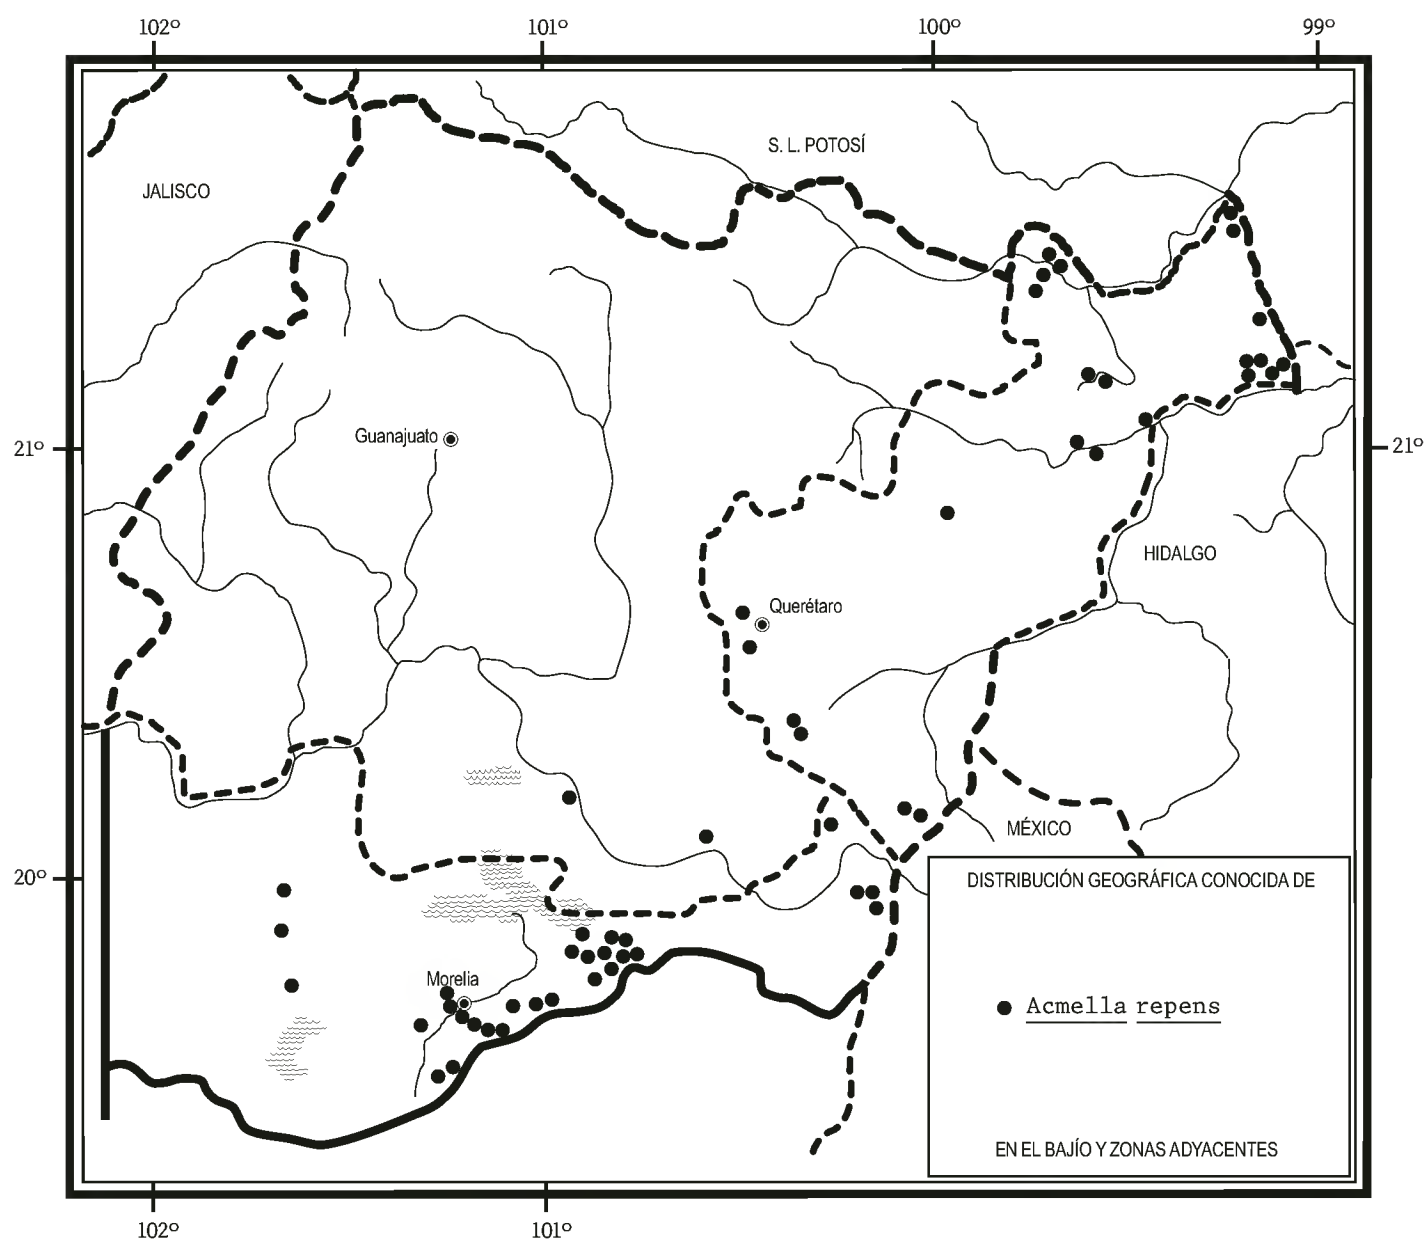 102° 101° 100° 99°
S. L. POTOSÍ
JALISCO
Guanajuato
21° 21°
HIDALGO
Querétaro
MÉXICO
20°
DISTRIBUCIÓN GEOGRÁFICA CONOCIDA DE
Morelia
Acmella repens
EN EL BAJÍO Y ZONAS ADYACENTES
102° 101°